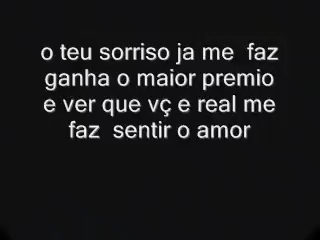 o teu sorriso ja me  faz
ganha o maior premio
e ver que vç e real me
faz  sentir o amor